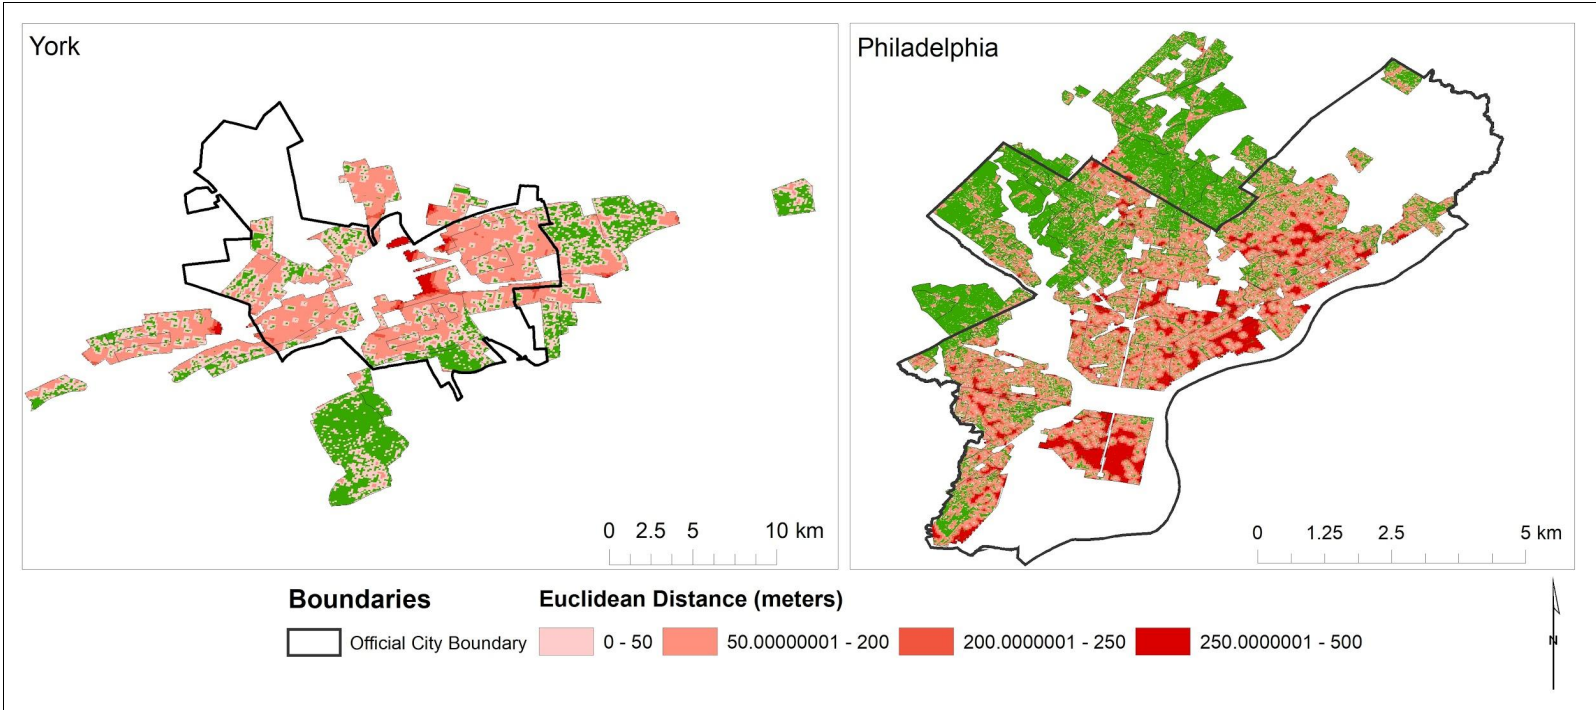 York
Philadelphia
0 2.5 5 10 km
0 1.25 2.5 5 km
Boundaries
Euclidean Distance (meters)
Official City Boundary
0 - 50
50.00000001 - 200
200.0000001 - 250
250.0000001 - 500
N